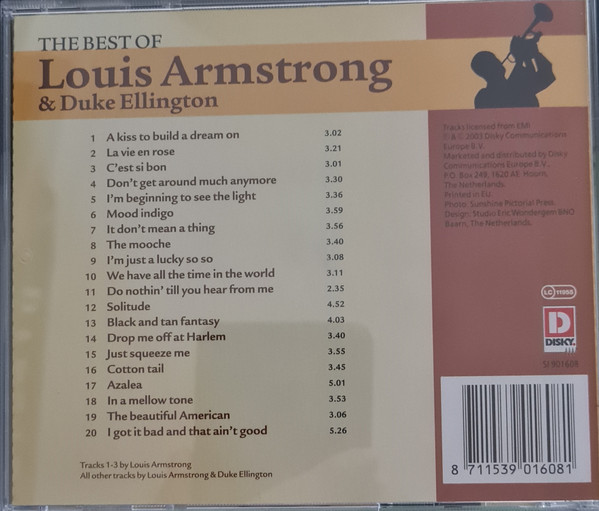 THE BEST OF
Louis Armstrong
& Duke Ellington
1 A kiss to build a dream on 3.02
2 La vie en rose 3.21
3 C'est si bon 3.01
4 Don't get around much anymore 3.30
5 I'm beginning to see the light 3.36
6 Mood indigo 3.59
7 It don't mean a thing 3.56
8 The mooche 3.40
9 I'm just a lucky so so 3.08
10 We have all the time in the world 3.11
11 Do nothin' till you hear from me 2.35
12 Solitude 4.52
13 Black and tan fantasy 4.03
14 Drop me off at Harlem 3.40
15 Just squeeze me 3.55
16 Cotton tail 3.45
17 Azalea 5.01
18 In a mellow tone 3.53
19 The beautiful American 3.06
20 I got it bad and that ain't good 5.26
Tracks 1-3 by Louis Armstrong
All other tracks by Louis Armstrong & Duke Ellington
Tracks licensed from EMI
℗ & © 2003 Disky Communications
Europe B.V.
Marketed and distributed by Disky
Communications Europe B.V.,
P.O. Box 249, 1620 AE Hoorn,
The Netherlands.
Printed in EU.
Photo: Sunshine Pictorial Press.
Design: Studio Eric Wondergem BNO
Baarn, The Netherlands.
LC 11055
D
DISKY.
SI 901608
8 711539 016081